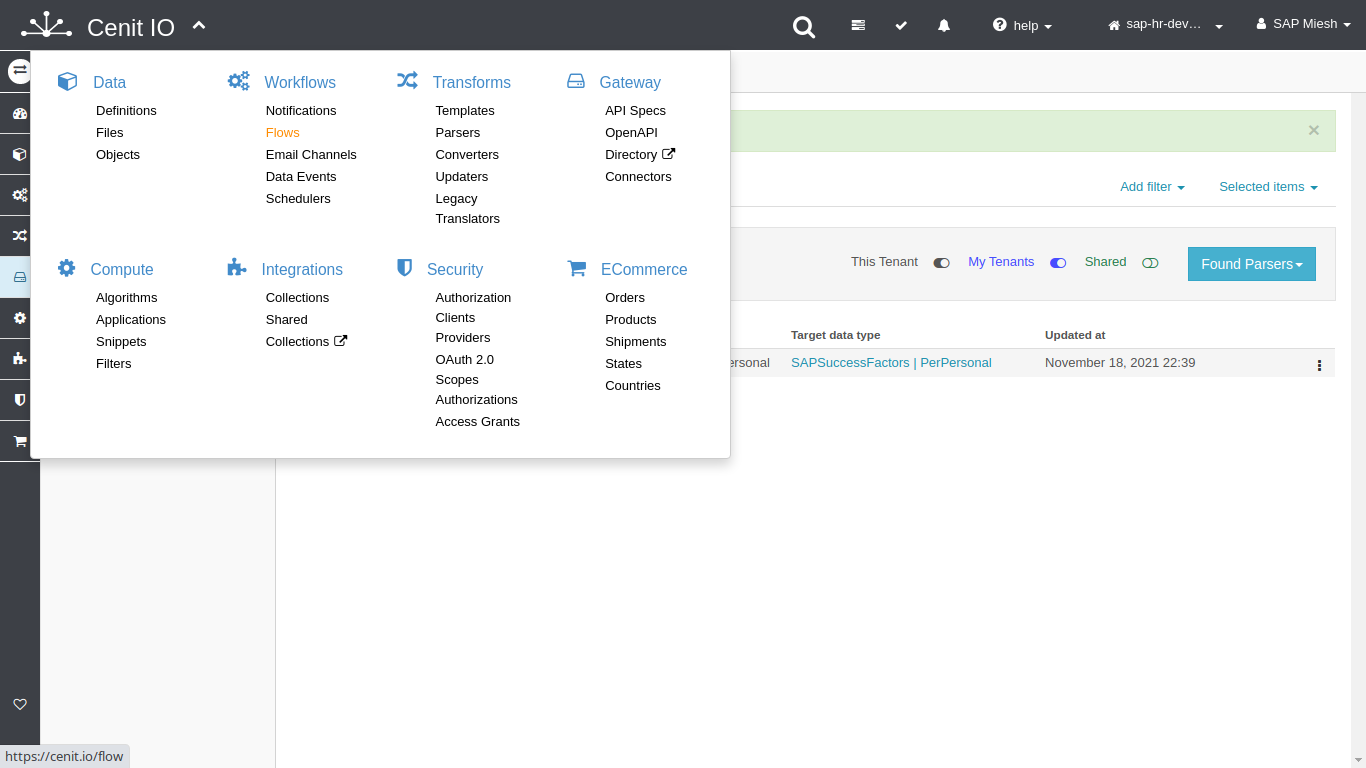 Cenit IO
help
sap-hr-dev…
SAP Miesh
Data
Definitions
Files
Objects
Workflows
Notifications
Flows
Email Channels
Data Events
Schedulers
Transforms
Templates
Parsers
Converters
Updaters
Legacy
Translators
Gateway
API Specs
OpenAPI
Directory
Connectors
Compute
Algorithms
Applications
Snippets
Filters
Integrations
Collections
Shared
Collections
Security
Authorization
Clients
Providers
OAuth 2.0
Scopes
Authorizations
Access Grants
ECommerce
Orders
Products
Shipments
States
Countries
×
Add filter
Selected items
This Tenant
My Tenants
Shared
Found Parsers
Target data type
Updated at
ersonal
SAPSuccessFactors | PerPersonal
November 18, 2021 22:39
https://cenit.io/flow